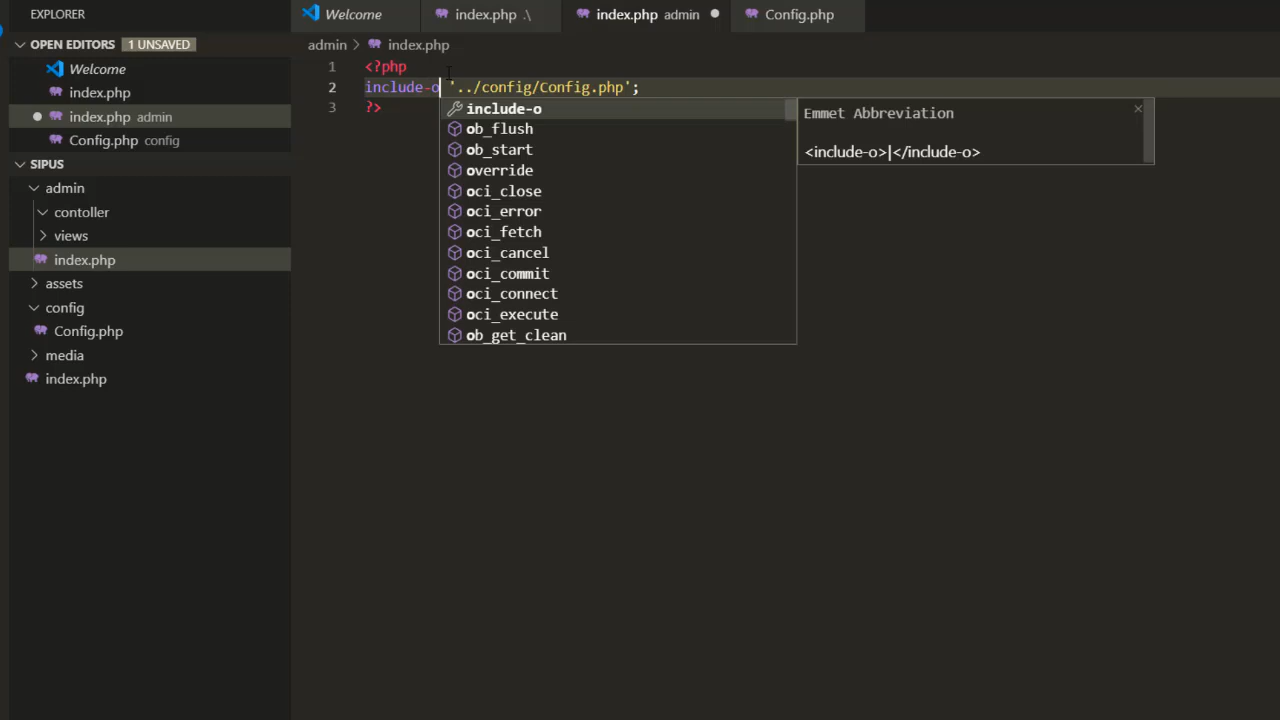 EXPLORER
OPEN EDITORS 1 UNSAVED
Welcome
index.php
index.php admin
Config.php config
SIPUS
admin
contoller
views
index.php
assets
config
Config.php
media
index.php
Welcome
index.php .\
index.php admin
Config.php
admin > index.php
1 <?php
2 include-o '../config/Config.php';
3 ?>
include-o
ob_flush
ob_start
override
oci_close
oci_error
oci_fetch
oci_cancel
oci_commit
oci_connect
oci_execute
ob_get_clean
Emmet Abbreviation
<include-o>|</include-o>